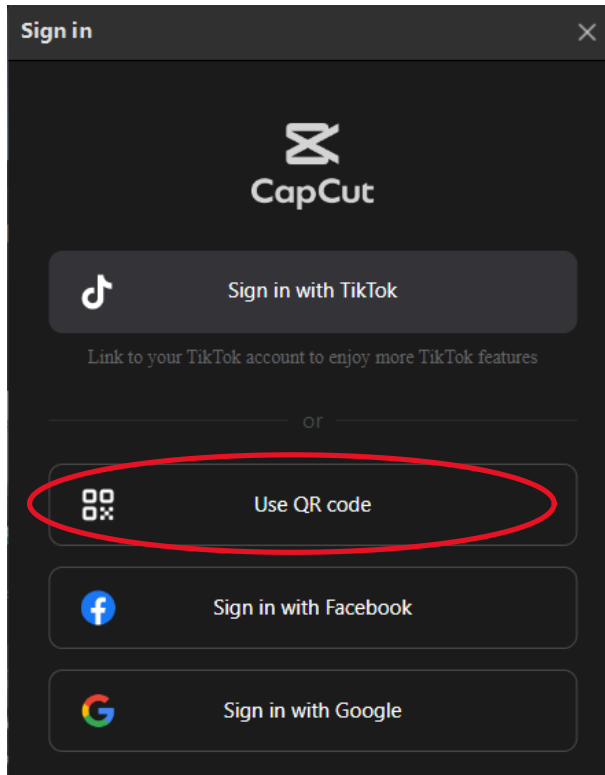 Sign in
CapCut
Sign in with TikTok
Link to your TikTok account to enjoy more TikTok features
or
Use QR code
Sign in with Facebook
Sign in with Google